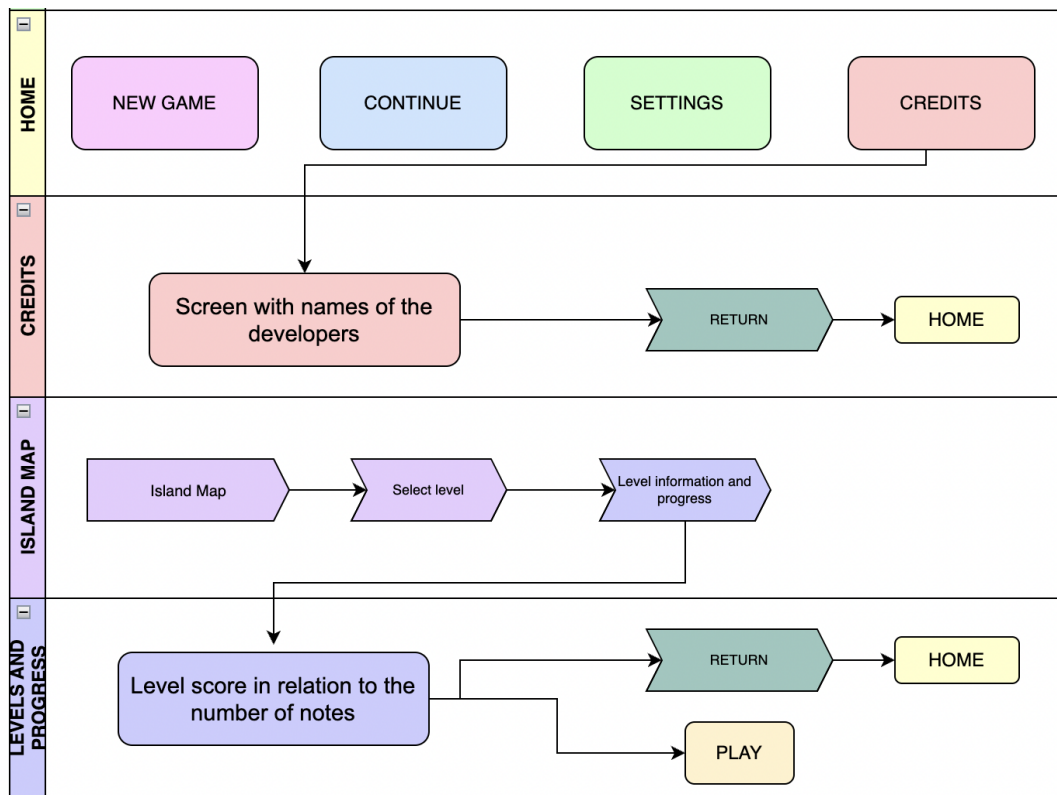 HOME
NEW GAME
CONTINUE
SETTINGS
CREDITS
CREDITS
Screen with names of the
developers
RETURN
HOME
ISLAND MAP
Island Map
Select level
Level information and
progress
LEVELS AND
PROGRESS
Level score in relation to the
number of notes
RETURN
HOME
PLAY